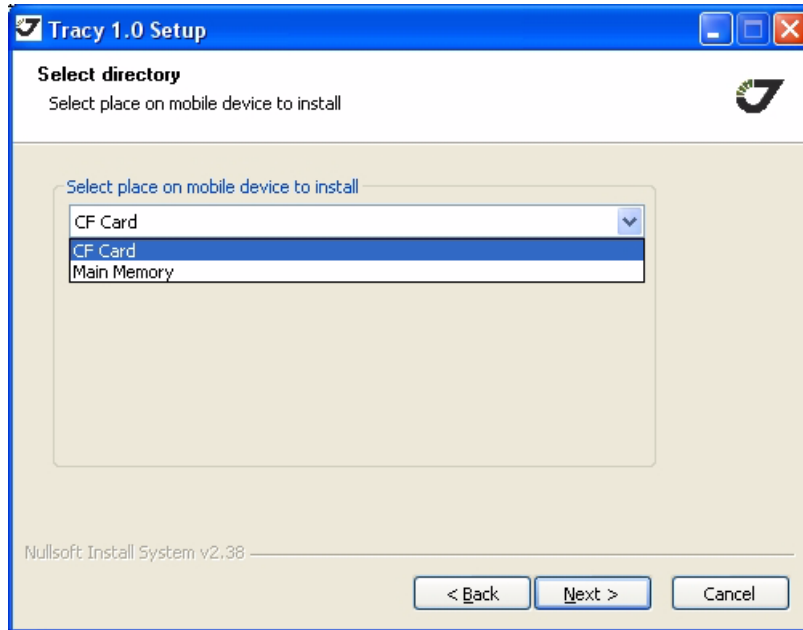 Tracy 1.0 Setup
Select directory
Select place on mobile device to install
Select place on mobile device to install
CF Card
CF Card
Main Memory
Nullsoft Install System v2.38
< Back
Next >
Cancel